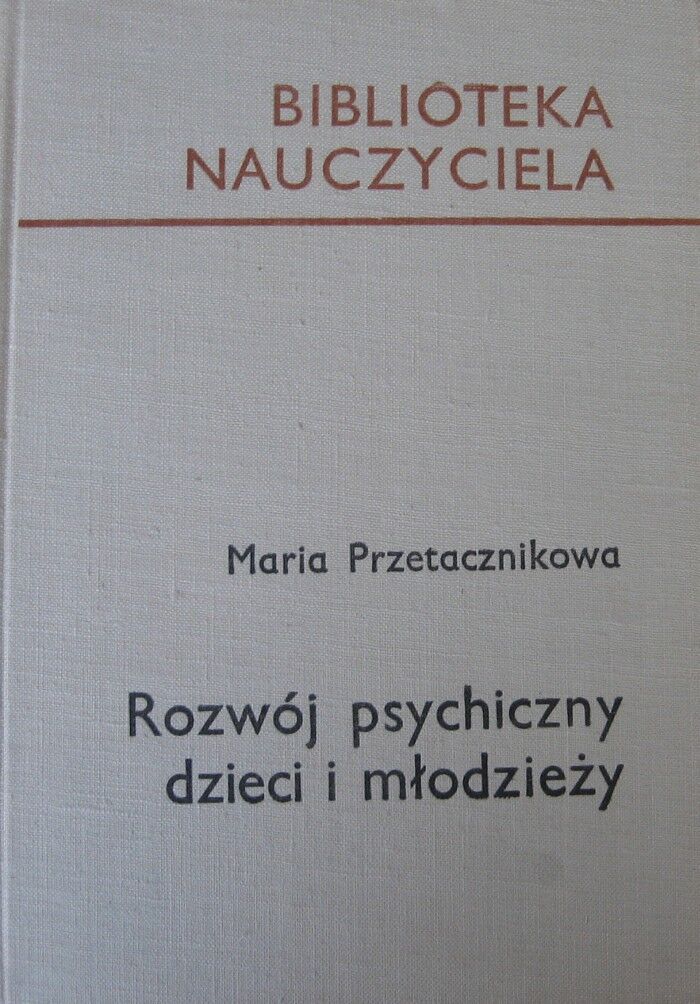 BIBLIOTEKA
NAUCZYCIELA
Maria Przetacznikowa
Rozwój psychiczny
dzieci i młodzieży